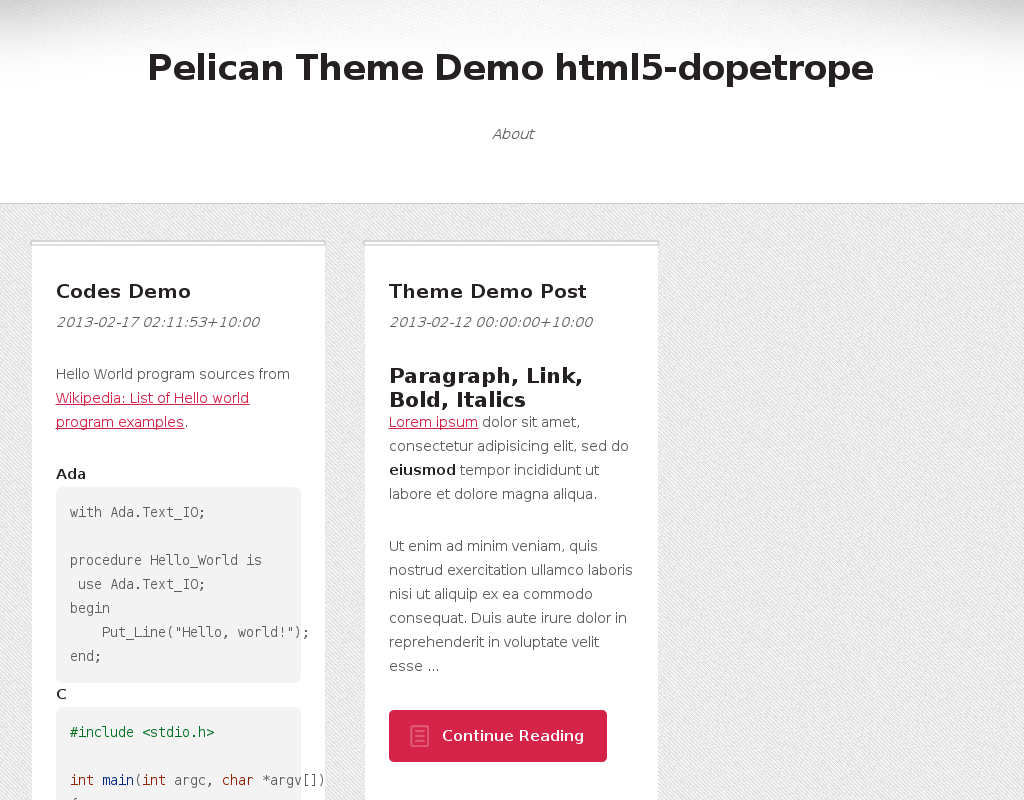 Pelican Theme Demo html5-dopetrope
About
Codes Demo
2013-02-17 02:11:53+10:00
Hello World program sources from
Wikipedia: List of Hello world
program examples.
Ada
with Ada.Text_IO;
procedure Hello_World is
 use Ada.Text_IO;
begin
    Put_Line("Hello, world!");
end;
C
#include <stdio.h>
int main(int argc, char *argv[])
Theme Demo Post
2013-02-12 00:00:00+10:00
Paragraph, Link,
Bold, Italics
Lorem ipsum dolor sit amet,
consectetur adipisicing elit, sed do
eiusmod tempor incididunt ut
labore et dolore magna aliqua.
Ut enim ad minim veniam, quis
nostrud exercitation ullamco laboris
nisi ut aliquip ex ea commodo
consequat. Duis aute irure dolor in
reprehenderit in voluptate velit
esse ...
Continue Reading